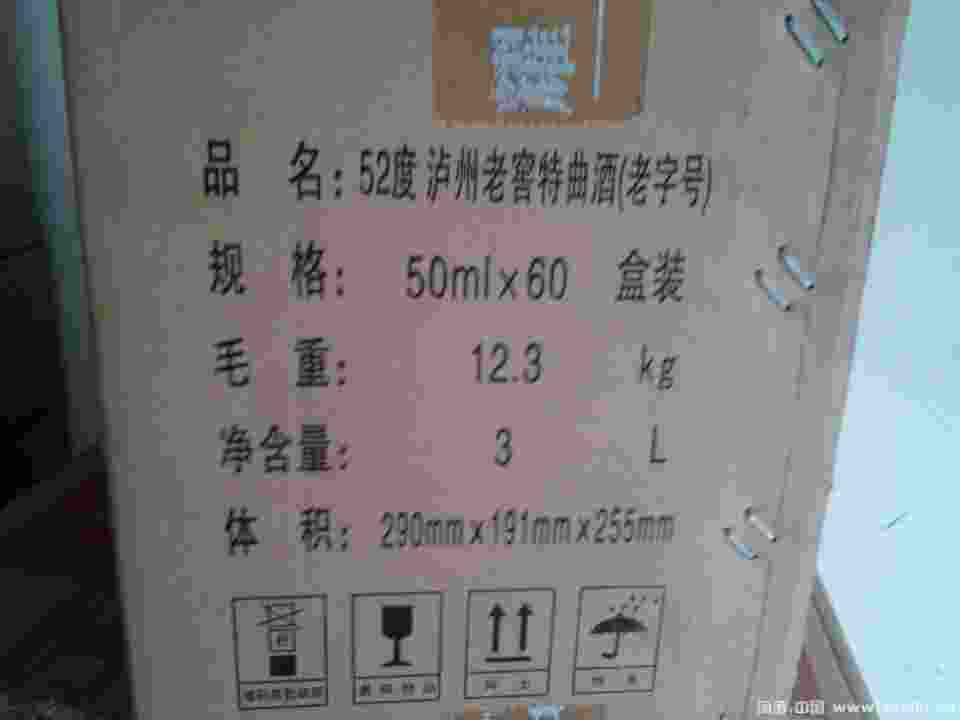 品 名: 52度 泸州老窖特曲酒(老字号)
规 格: 50ml×60 盒装
毛 重: 12.3 kg
净含量: 3 L
体 积: 290mm×191mm×255mm